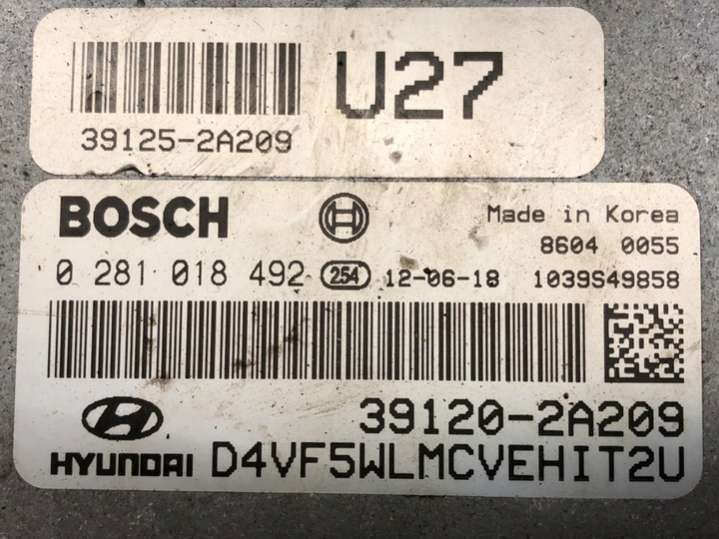 U27
39125-2A209
BOSCH
Made in Korea
8604 0055
0 281 018 492 254 12-06-18 1039S49858
39120-2A209
HYUNDAI D4VF5WLMCVEHIT2U